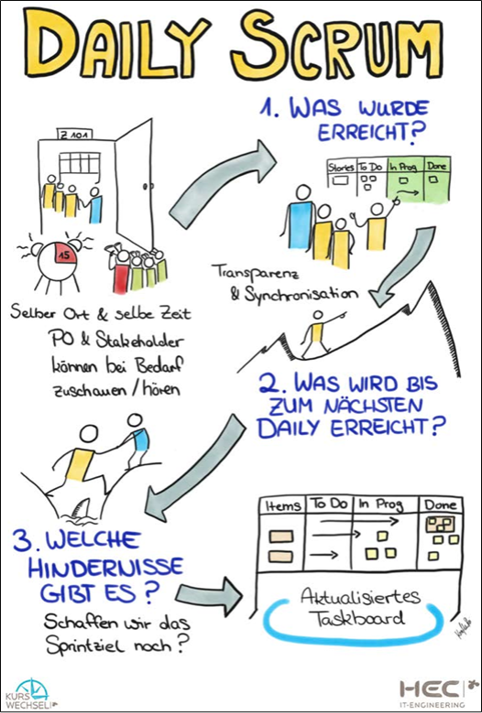 DAILY SCRUM
Z 101
15
Selber Ort & selbe Zeit
PO & Stakeholder
können bei Bedarf
zuschauen/hören
1. WAS WURDE
ERREICHT?
Stories To Do In Prog Done
Transparenz
& Synchronisation
2. WAS WIRD BIS
ZUM NÄCHSTEN
DAILY ERREICHT?
3. WELCHE
HINDERNISSE
GIBT ES?
Schaffen wir das
Sprintziel noch?
Items To Do In Prog Done
Aktualisiertes
Taskboard
KURS
WECHSEL
HEC
IT-ENGINEERING